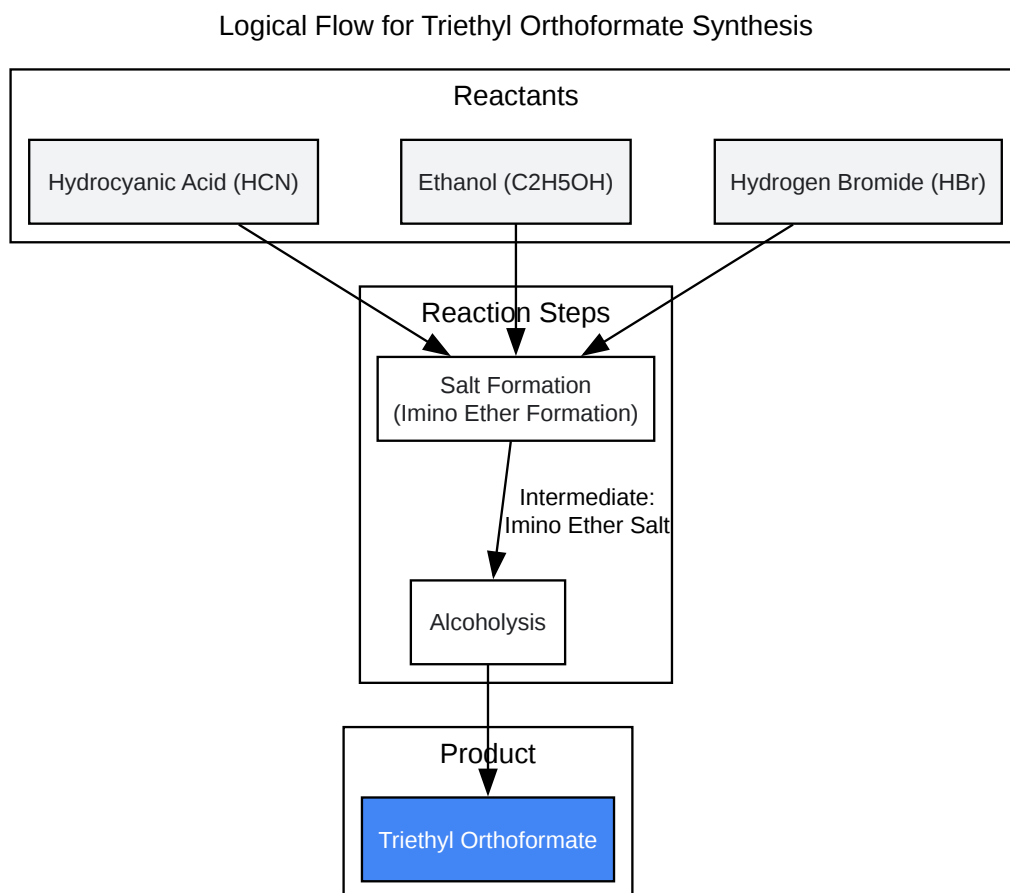 Logical Flow for Triethyl Orthoformate Synthesis
Reactants
Hydrocyanic Acid (HCN)
Ethanol (C2H5OH)
Hydrogen Bromide (HBr)
Reaction Steps
Salt Formation
(Imino Ether Formation)
Intermediate:
Imino Ether Salt
Alcoholysis
Product
Triethyl Orthoformate